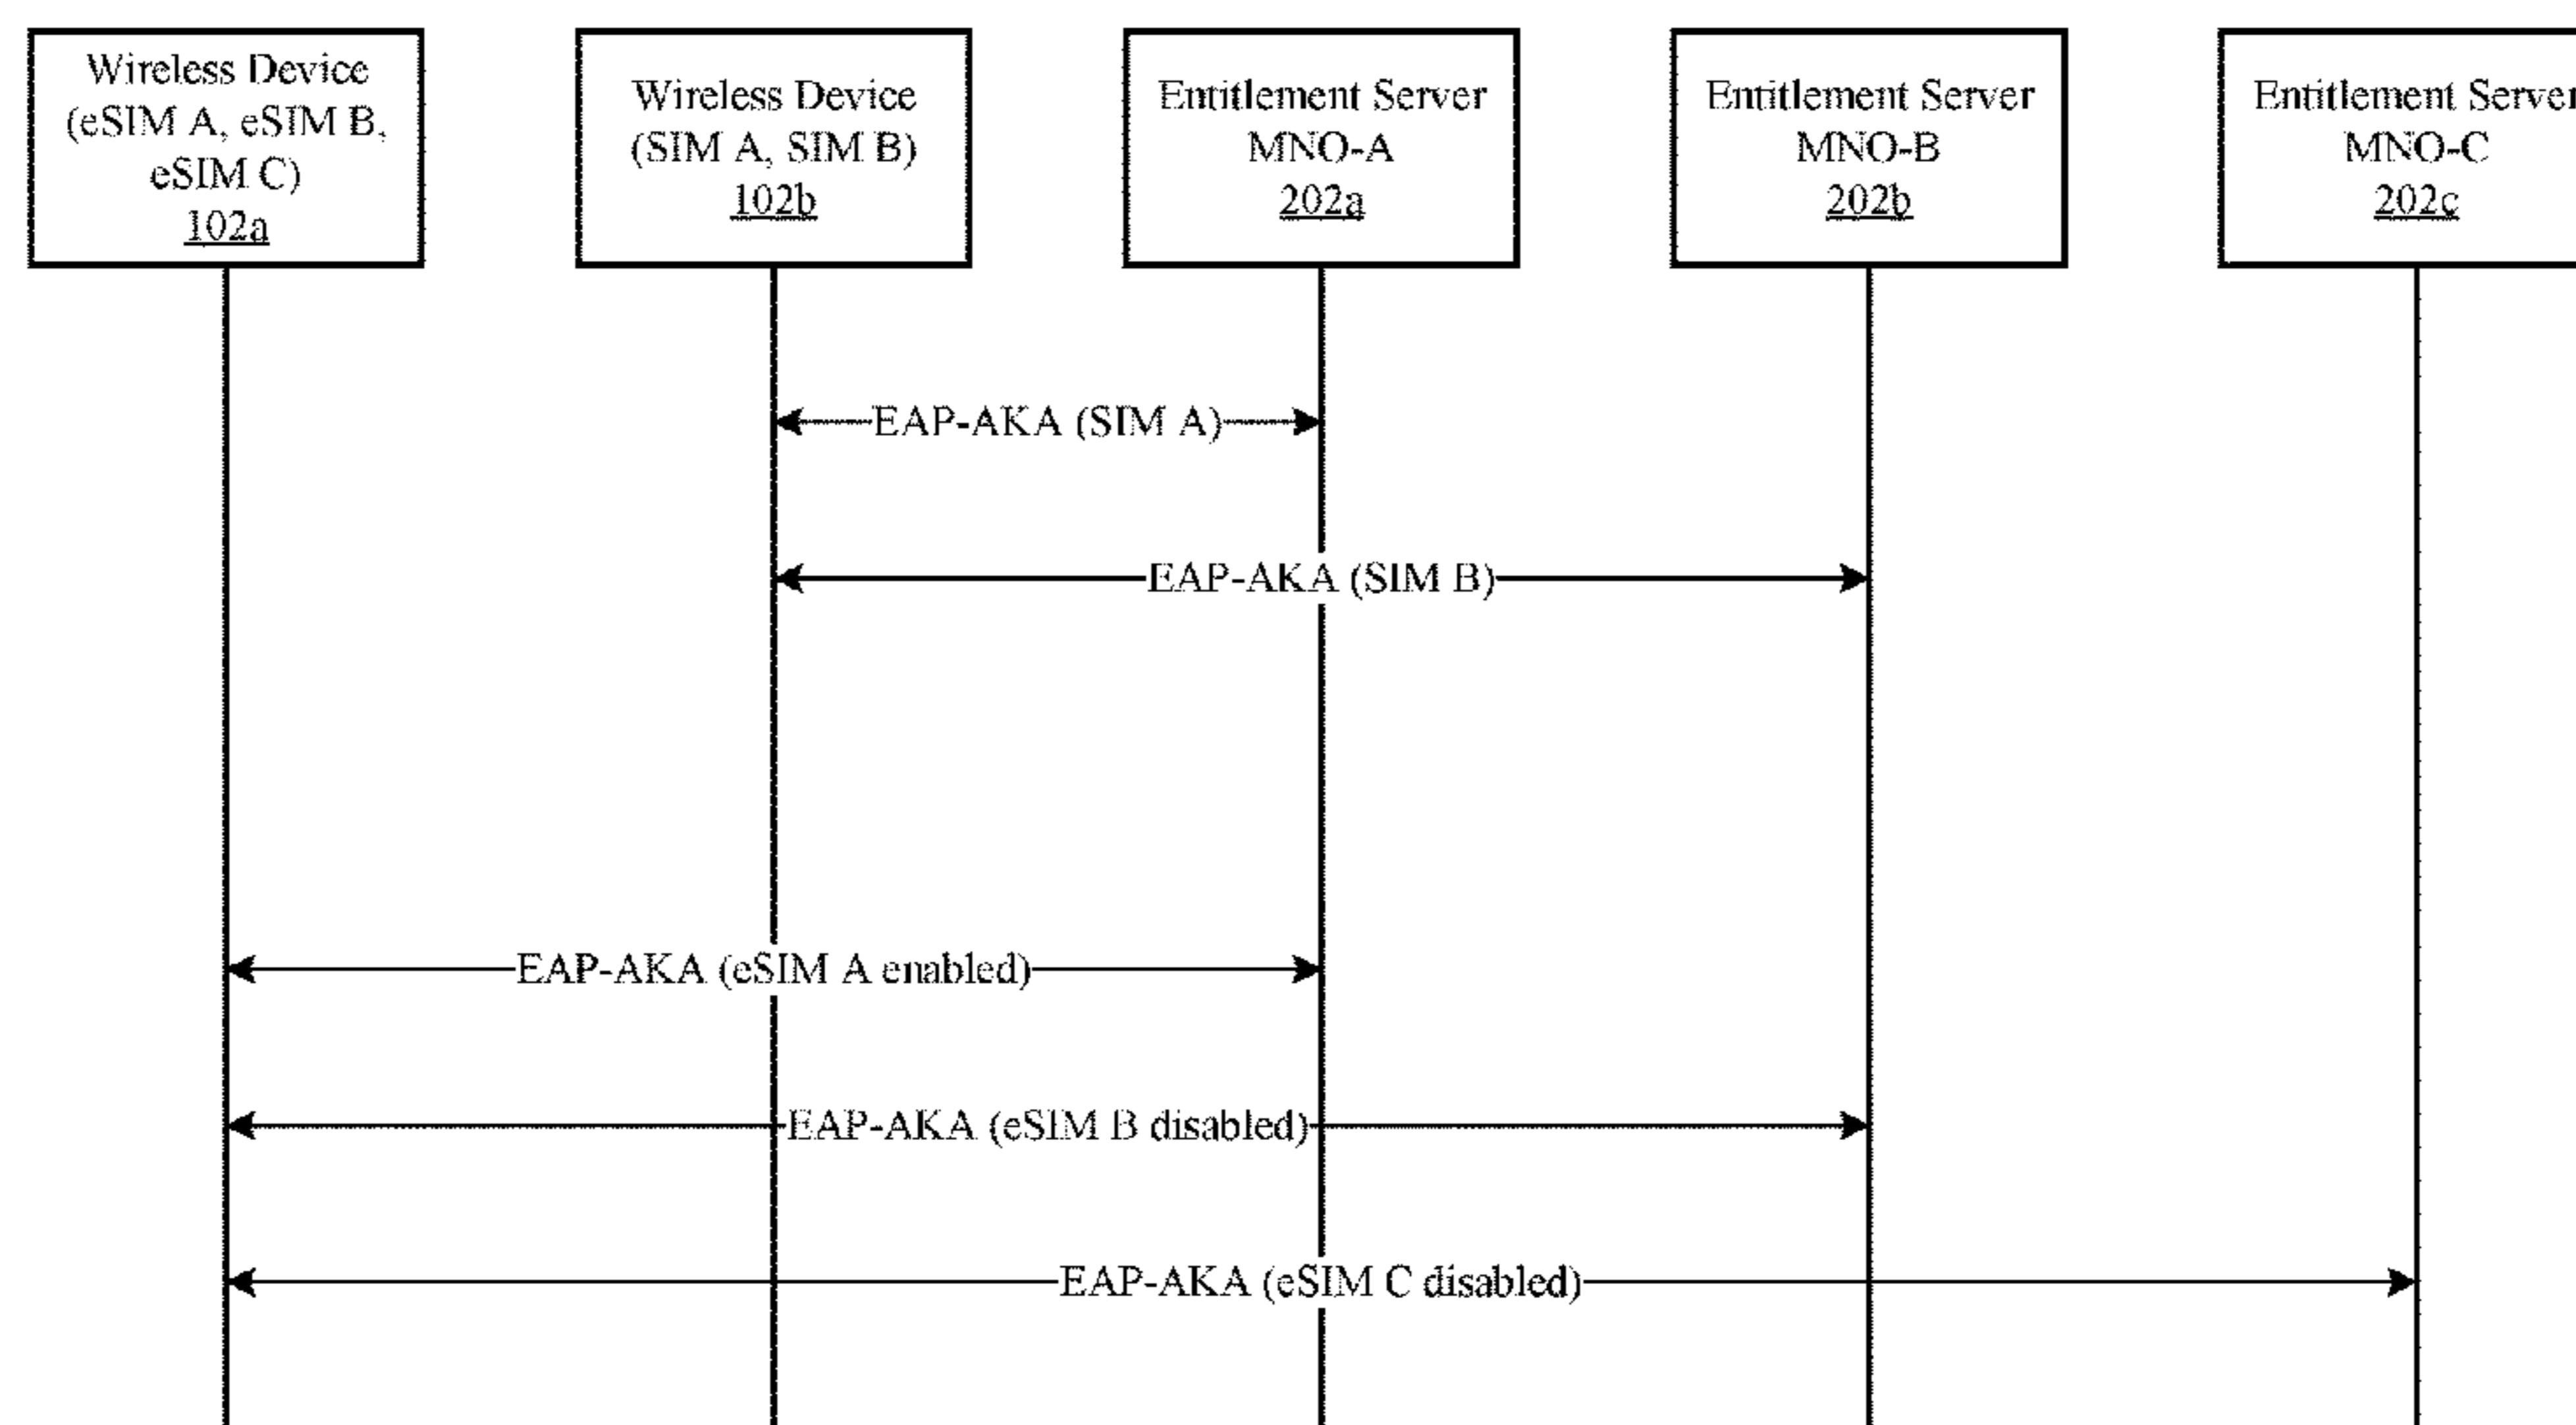 Wireless Device
(eSIM A, eSIM B,
eSIM C)
102a
Wireless Device
(SIM A, SIM B)
102b
Entitlement Server
MNO-A
202a
Entitlement Server
MNO-B
202b
Entitlement Server
MNO-C
202c
EAP-AKA (SIM A)
EAP-AKA (SIM B)
EAP-AKA (eSIM A enabled)
EAP-AKA (eSIM B disabled)
EAP-AKA (eSIM C disabled)